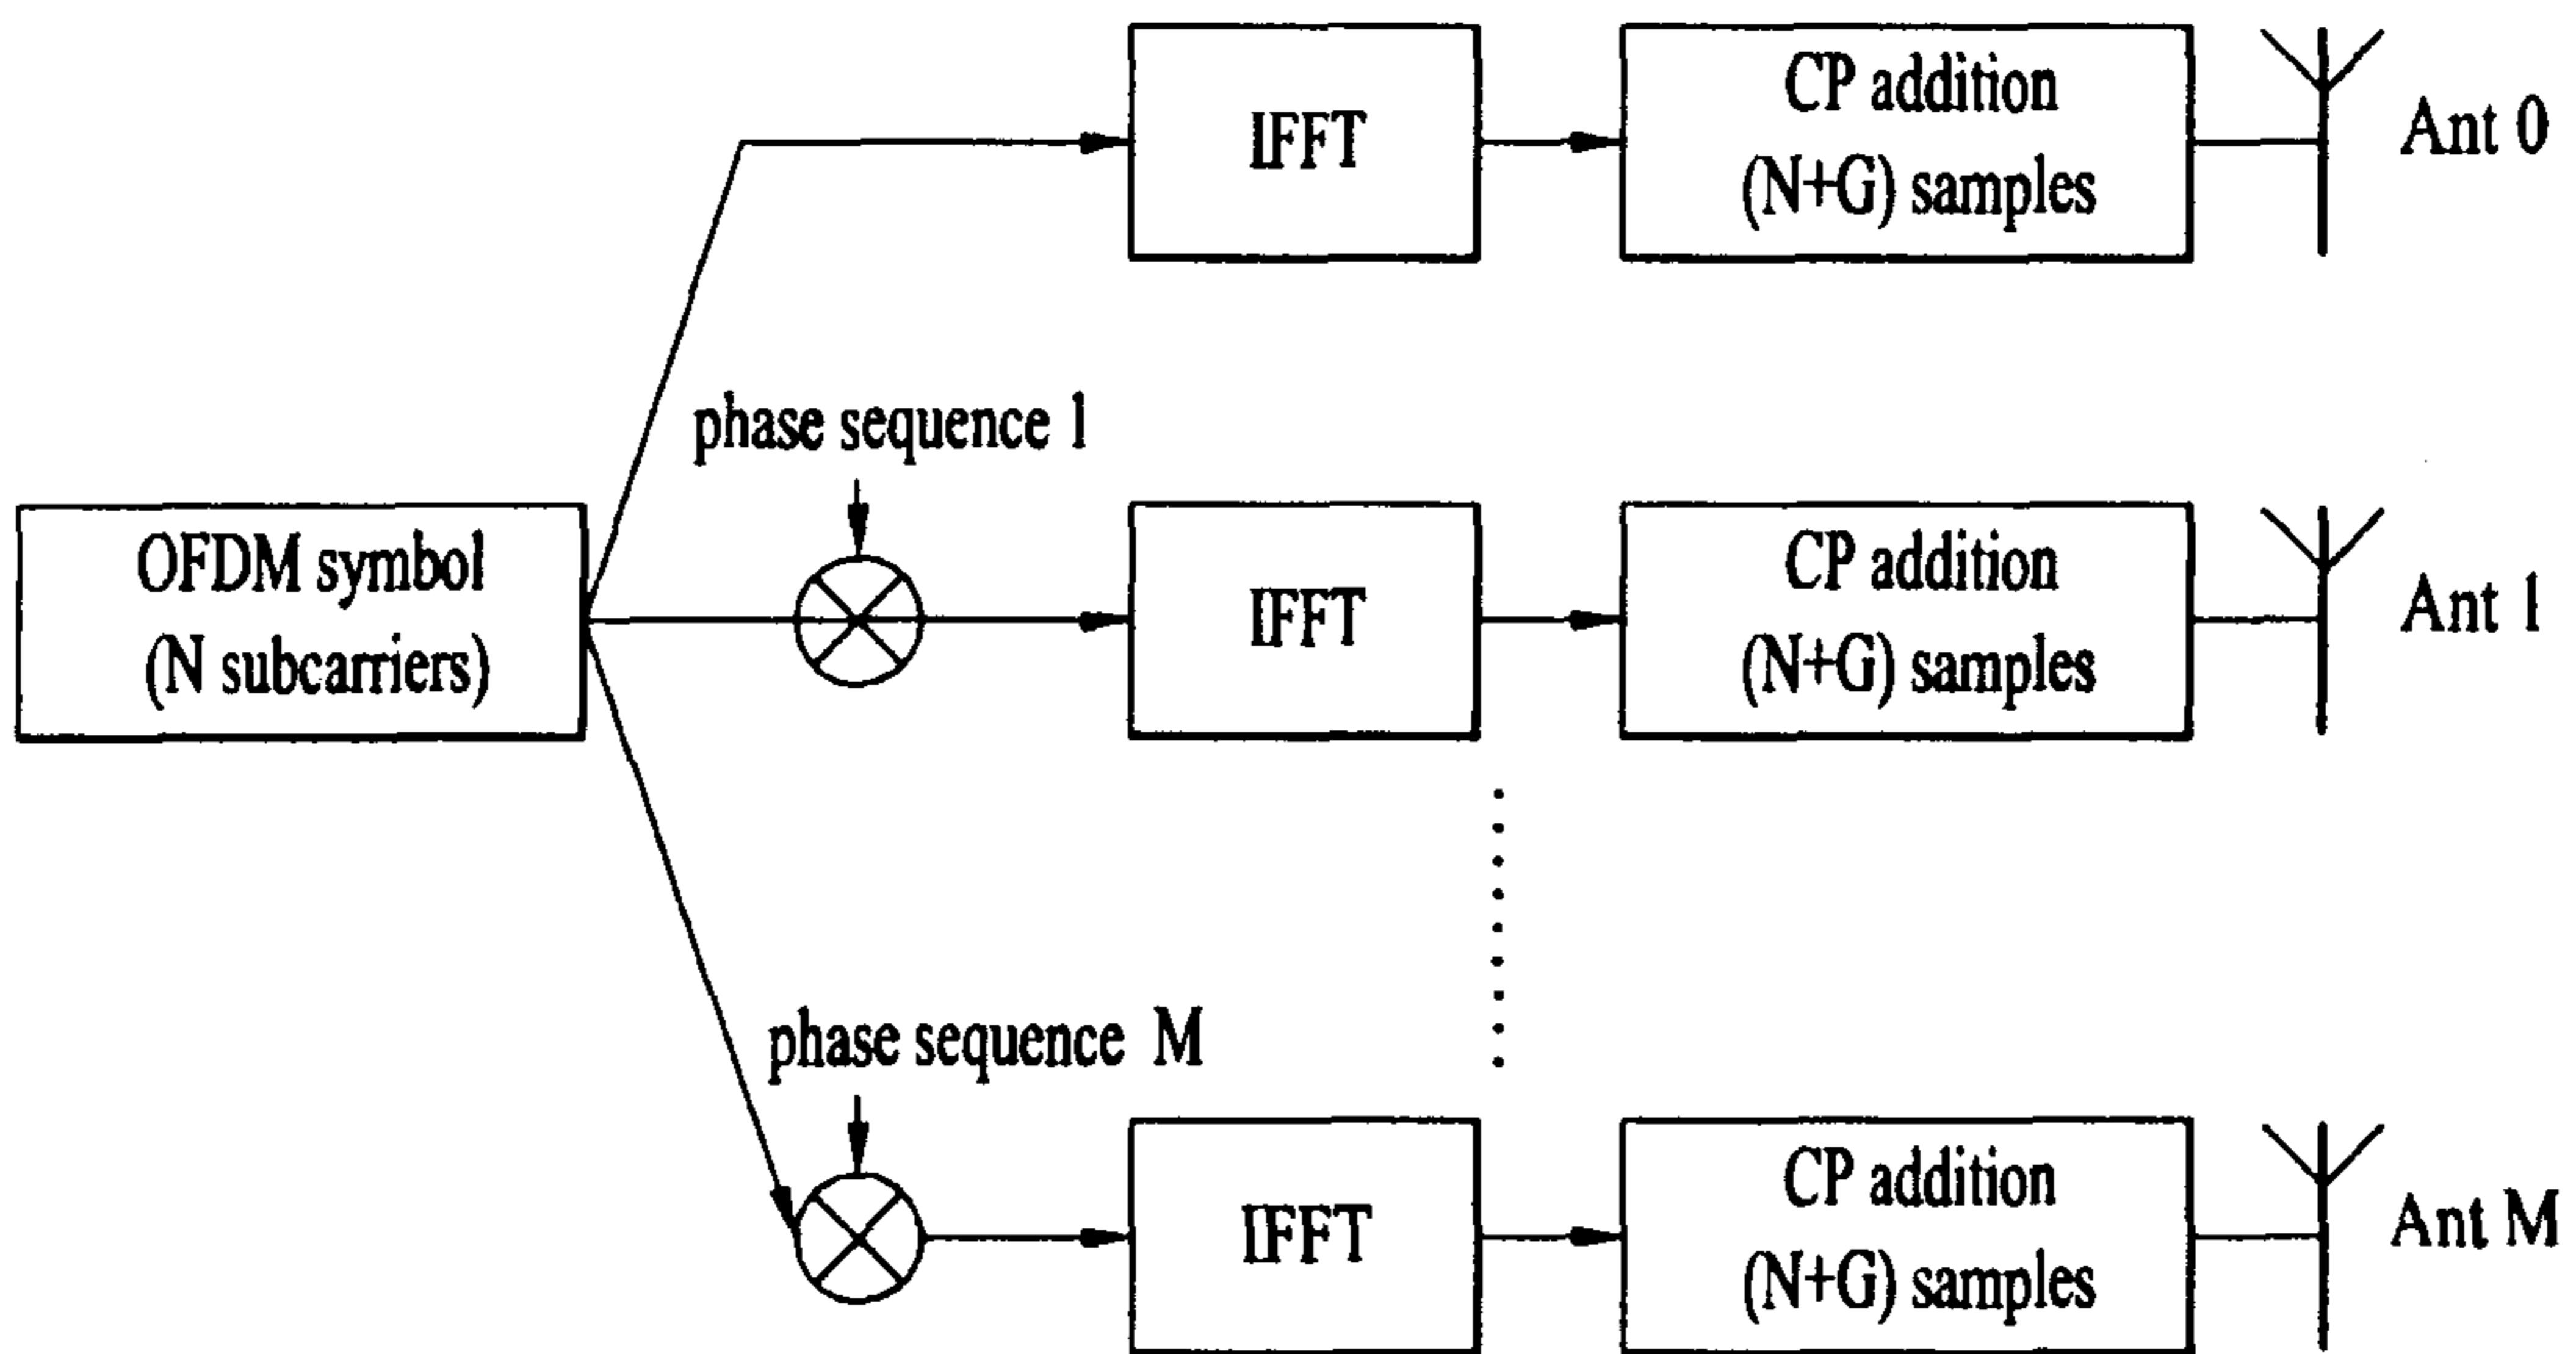 IFFT
CP addition
(N+G) samples
Ant 0
phase sequence 1
OFDM symbol
(N subcarriers)
IFFT
CP addition
(N+G) samples
Ant 1
phase sequence M
IFFT
CP addition
(N+G) samples
Ant M